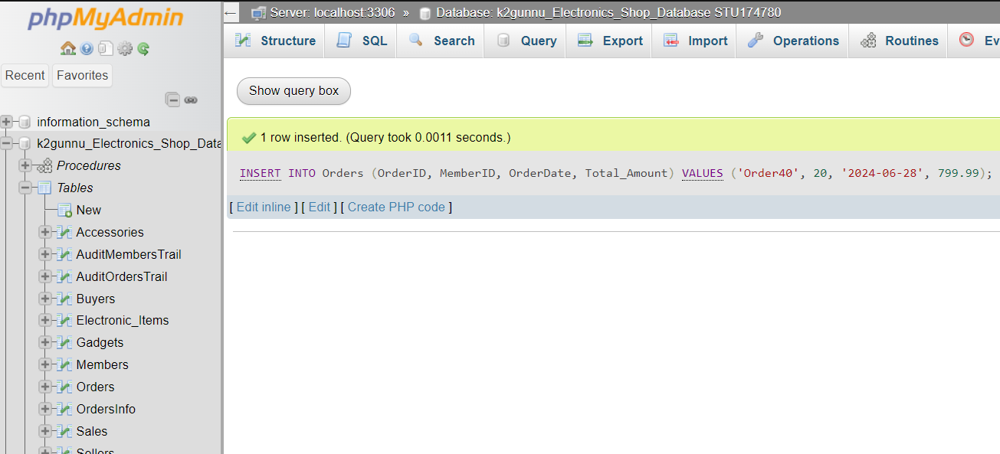 phpMyAdmin
Recent Favorites
information_schema
k2gunnu_Electronics_Shop_Data
Procedures
Tables
New
Accessories
AuditMembersTrail
AuditOrdersTrail
Buyers
Electronic_Items
Gadgets
Members
Orders
OrdersInfo
Sales
Sellers
Server: localhost:3306 » Database: k2gunnu_Electronics_Shop_Database STU174780
Structure SQL Search Query Export Import Operations Routines Ev
Show query box
1 row inserted. (Query took 0.0011 seconds.)
INSERT INTO Orders (OrderID, MemberID, OrderDate, Total_Amount) VALUES ('Order40', 20, '2024-06-28', 799.99);
[ Edit inline ] [ Edit ] [ Create PHP code ]